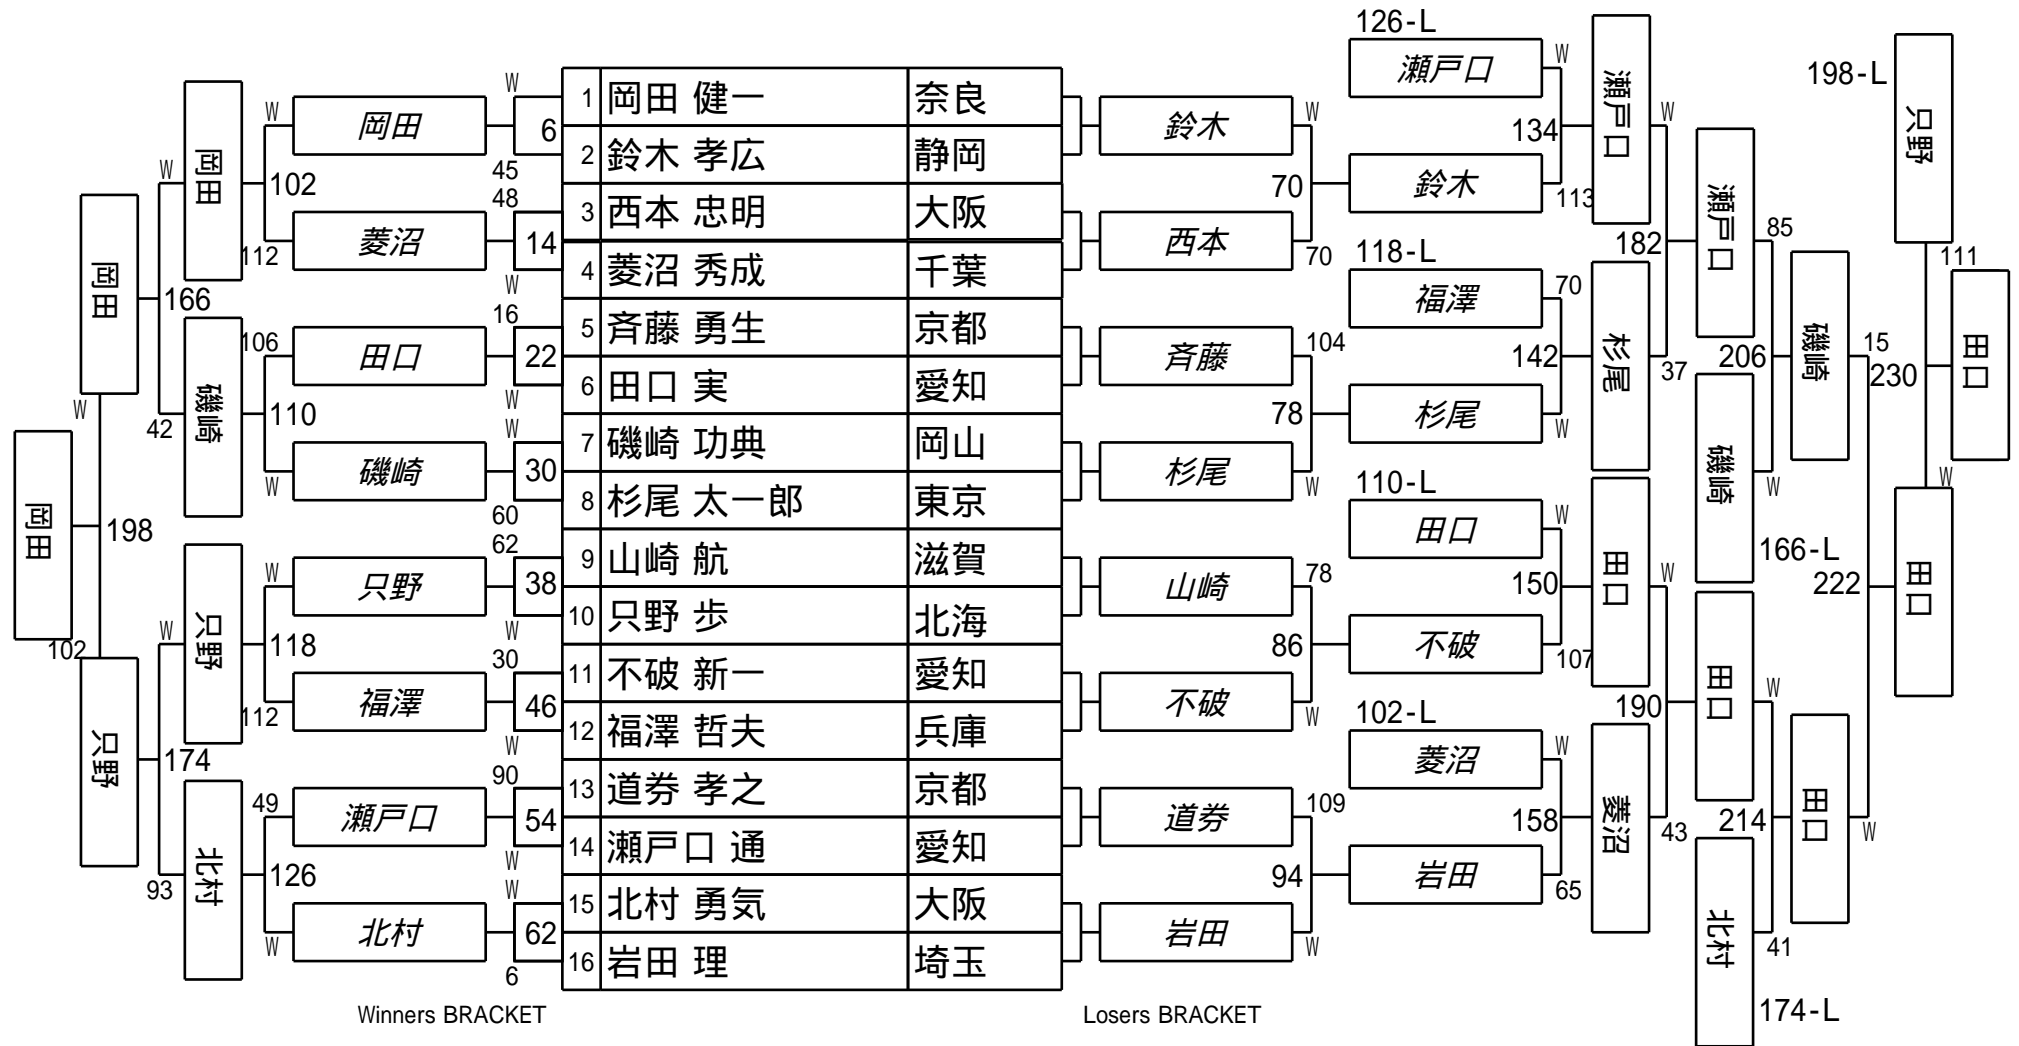 126-L
瀬戸口
W
198-L
只野
1 岡田 健一 奈良
2 鈴木 孝広 静岡
3 西本 忠明 大阪
4 菱沼 秀成 千葉
5 斉藤 勇生 京都
6 田口 実 愛知
7 磯崎 功典 岡山
8 杉尾 太一郎 東京
9 山崎 航 滋賀
10 只野 歩 北海
11 不破 新一 愛知
12 福澤 哲夫 兵庫
13 道券 孝之 京都
14 瀬戸口 通 愛知
15 北村 勇気 大阪
16 岩田 理 埼玉
W
6
45
48
14
W
16
22
W
W
30
60
62
38
W
30
46
W
90
54
W
W
62
6
W
岡田
102
菱沼
112
106
田口
110
磯崎
W
W
只野
118
福澤
112
49
瀬戸口
126
北村
W
W
岡田
166
磯崎
42
W
只野
174
北村
93
岡田
W
198
只野
102
岡田
鈴木
W
70
西本
70
斉藤
104
78
杉尾
W
山崎
78
86
不破
W
道券
109
94
岩田
W
134
鈴木
113
118-L
福澤
70
142
杉尾
W
110-L
田口
W
150
不破
107
102-L
菱沼
W
158
岩田
65
瀬戸口
W
182
杉尾
37
田口
W
190
菱沼
43
瀬戸口
85
206
磯崎
W
166-L
田口
W
214
北村
41
174-L
磯崎
15
222
田口
W
111
230
田口
W
田口
Winners BRACKET
Losers BRACKET